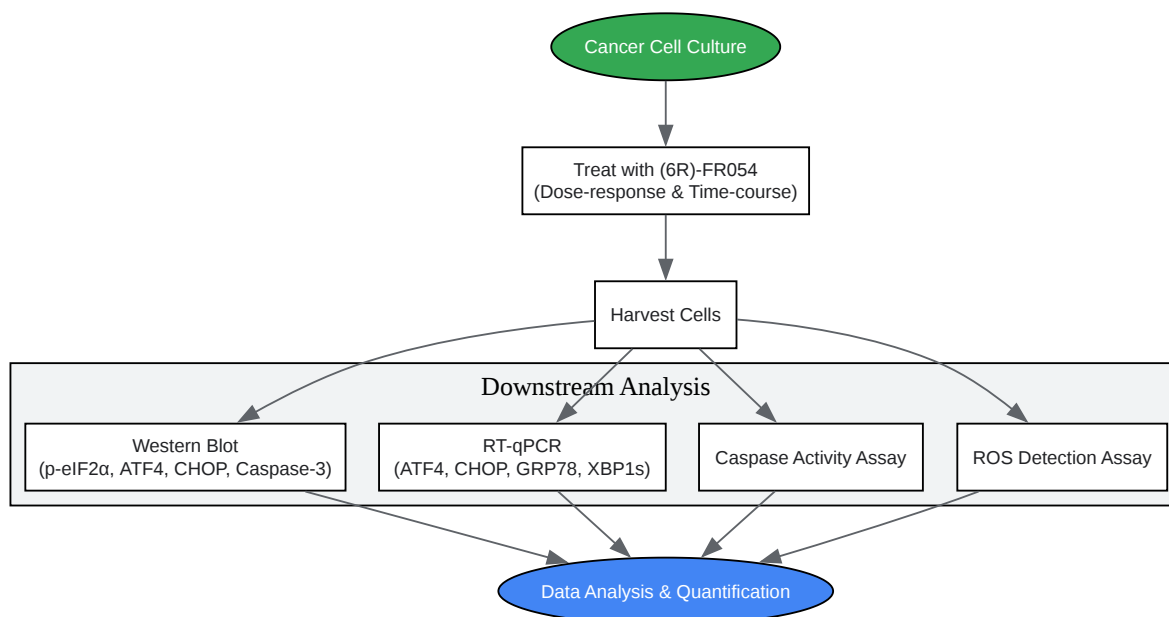 Cancer Cell Culture
Treat with (6R)-FR054
(Dose-response & Time-course)
Harvest Cells
Downstream Analysis
Western Blot
(p-eIF2α, ATF4, CHOP, Caspase-3)
RT-qPCR
(ATF4, CHOP, GRP78, XBP1s)
Caspase Activity Assay
ROS Detection Assay
Data Analysis & Quantification